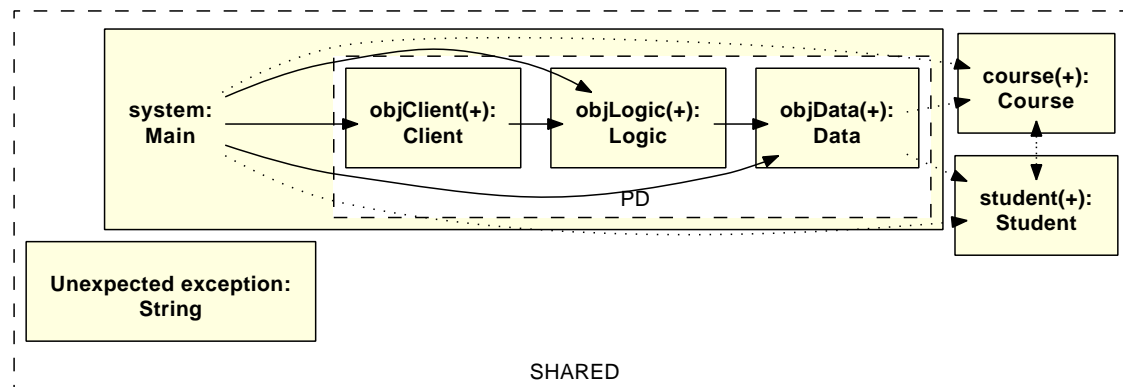 system:
Main
objClient(+):
Client
objLogic(+):
Logic
objData(+):
Data
course(+):
Course
PD
student(+):
Student
Unexpected exception:
String
SHARED